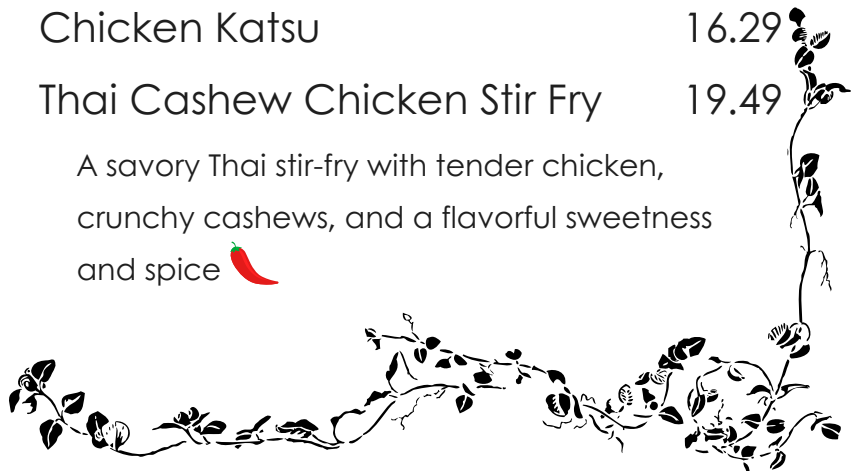 Chicken Katsu 16.29
Thai Cashew Chicken Stir Fry 19.49
A savory Thai stir-fry with tender chicken,
crunchy cashews, and a flavorful sweetness
and spice